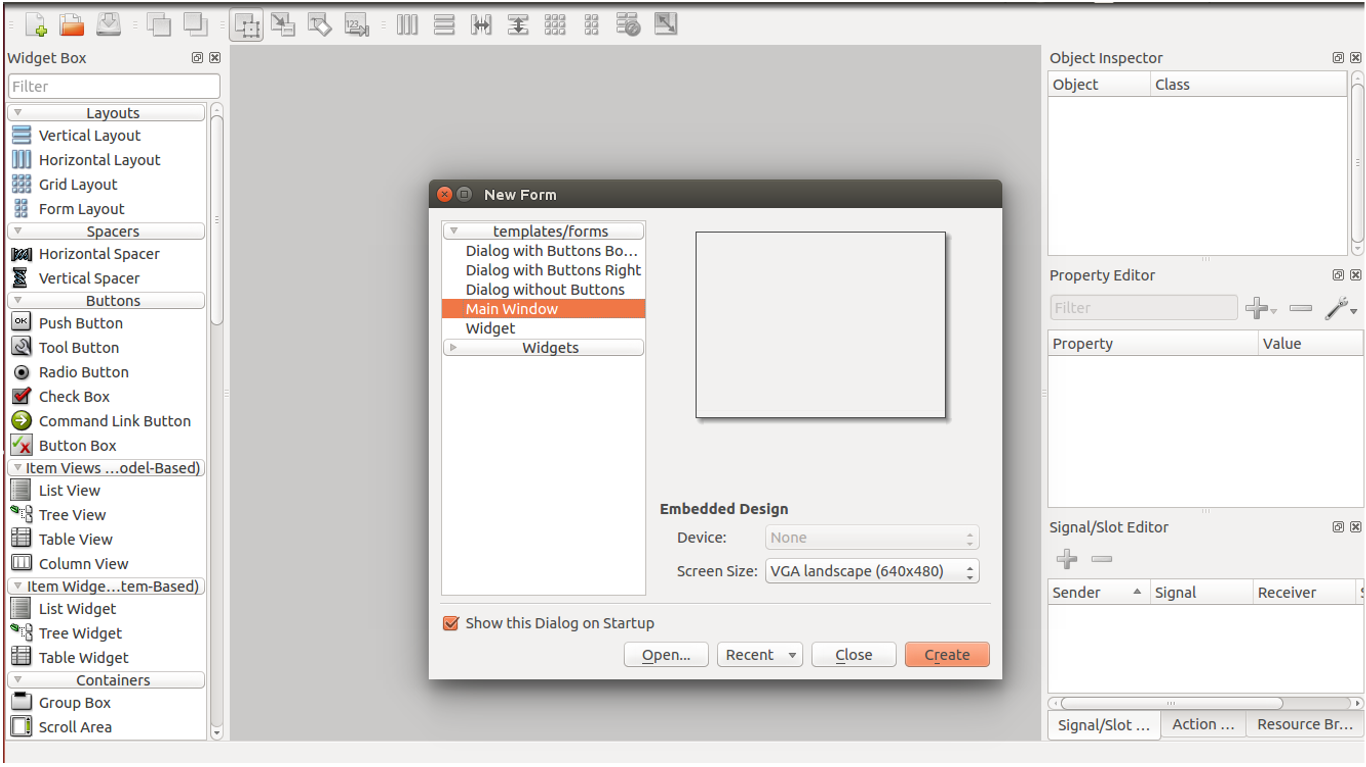 Widget Box
Filter
Layouts
Vertical Layout
Horizontal Layout
Grid Layout
Form Layout
Spacers
Horizontal Spacer
Vertical Spacer
Buttons
OK Push Button
Tool Button
Radio Button
Check Box
Command Link Button
Button Box
Item Views ...odel-Based)
List View
Tree View
Table View
Column View
Item Widge...tem-Based)
List Widget
Tree Widget
Table Widget
Containers
Group Box
Scroll Area
123
New Form
templates/forms
Dialog with Buttons Bo...
Dialog with Buttons Right
Dialog without Buttons
Main Window
Widget
Widgets
Embedded Design
Device: None
Screen Size: VGA landscape (640x480)
Show this Dialog on Startup
Open... Recent Close Create
Object Inspector
Object Class
Property Editor
Filter
Property Value
Signal/Slot Editor
Sender Signal Receiver
Signal/Slot ... Action ... Resource Br...